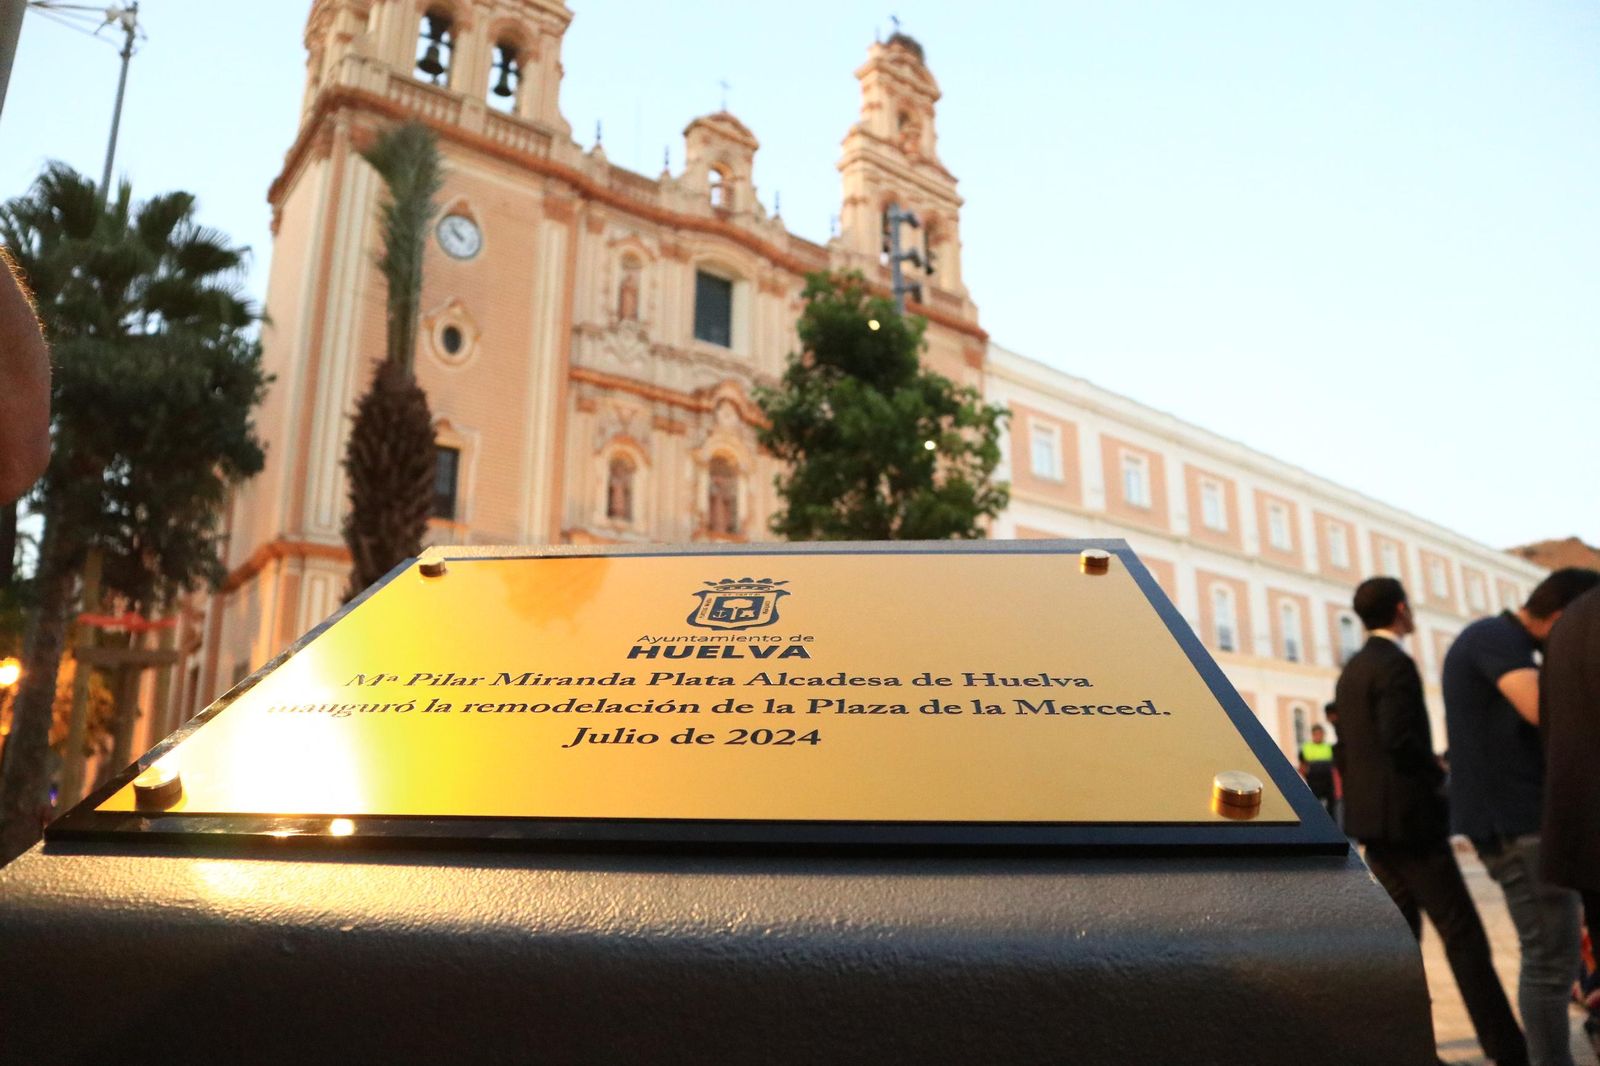 Ayuntamiento de
HUELVA
Mª Pilar Miranda Plata Alcadesa de Huelva
inauguró la remodelación de la Plaza de la Merced.
Julio de 2024